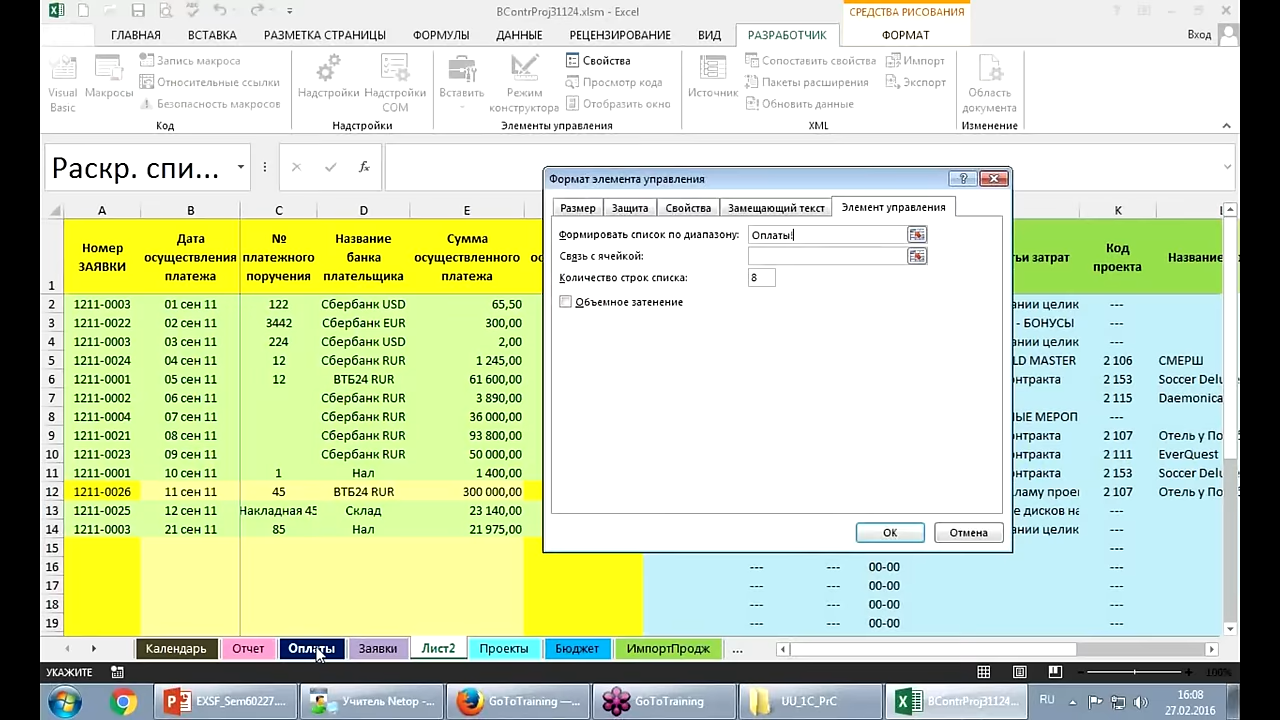 BContrProj31124.xlsm - Excel
СРЕДСТВА РИСОВАНИЯ
ГЛАВНАЯ ВСТАВКА РАЗМЕТКА СТРАНИЦЫ ФОРМУЛЫ ДАННЫЕ РЕЦЕНЗИРОВАНИЕ ВИД РАЗРАБОТЧИК ФОРМАТ Вход
Visual Basic
Макросы
Запись макроса
Относительные ссылки
Безопасность макросов
Код
Надстройки
Надстройки COM
Надстройки
Вставить
Режим конструктора
Свойства
Просмотр кода
Отобразить окно
Элементы управления
Источник
Сопоставить свойства
Пакеты расширения
Обновить данные
Импорт
Экспорт
XML
Область документа
Изменение
Раскр. спи...
fx
Формат элемента управления
Размер Защита Свойства Замещающий текст Элемент управления
Формировать список по диапазону: Оплаты!
Связь с ячейкой:
Количество строк списка: 8
Объемное затенение
ОК Отмена
A B C D E K
1 Номер ЗАЯВКИ Дата осуществления платежа № платежного поручения Название банка плательщика Сумма осуществленного платежа затрат Код проекта Название
2 1211-0003 01 сен 11 122 Сбербанк USD 65,50 ---
3 1211-0022 02 сен 11 3442 Сбербанк EUR 300,00 - БОНУСЫ ---
4 1211-0003 03 сен 11 224 Сбербанк USD 2,00 ---
5 1211-0024 04 сен 11 12 Сбербанк RUR 1 245,00 MASTER 2 106 СМЕРШ
6 1211-0001 05 сен 11 12 ВТБ24 RUR 61 600,00 2 153 Soccer
7 1211-0002 06 сен 11 Сбербанк RUR 3 890,00 2 115 Daemonica
8 1211-0004 07 сен 11 Сбербанк RUR 36 000,00 ---
9 1211-0021 08 сен 11 Сбербанк RUR 93 800,00 2 107 Отель у
10 1211-0023 09 сен 11 Сбербанк RUR 50 000,00 2 111 EverQuest
11 1211-0001 10 сен 11 1 Нал 1 400,00 2 153 Soccer
12 1211-0026 11 сен 11 45 ВТБ24 RUR 300 000,00 2 107 Отель у
13 1211-0025 12 сен 11 Накладная 45 Склад 23 140,00 дисков ---
14 1211-0003 21 сен 11 85 Нал 21 975,00 ---
15 ---
16 --- --- 00-00 ---
17 --- --- 00-00 ---
18 --- --- 00-00 ---
19 --- --- 00-00 ---
Календарь Отчет Оплаты Заявки Лист2 Проекты Бюджет ИмпортПродж ...
УКАЖИТЕ 100%
EXSF_Sem60227.... Учитель Netop -... GoToTraining —... GoToTraining UU_1C_PrC BContrProj31124.... RU 16:08
27.02.2016